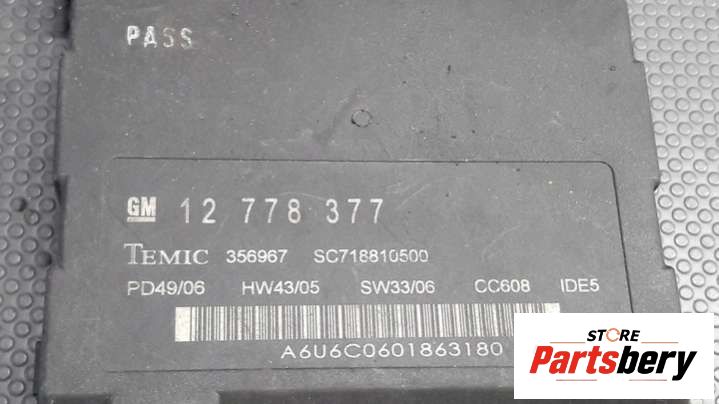 PASS
GM 12 778 377
TEMIC 356967 SC718810500
PD49/06 HW43/05 SW33/06 CC608 IDE5
A6U6C0601863180
STORE
Partsbery